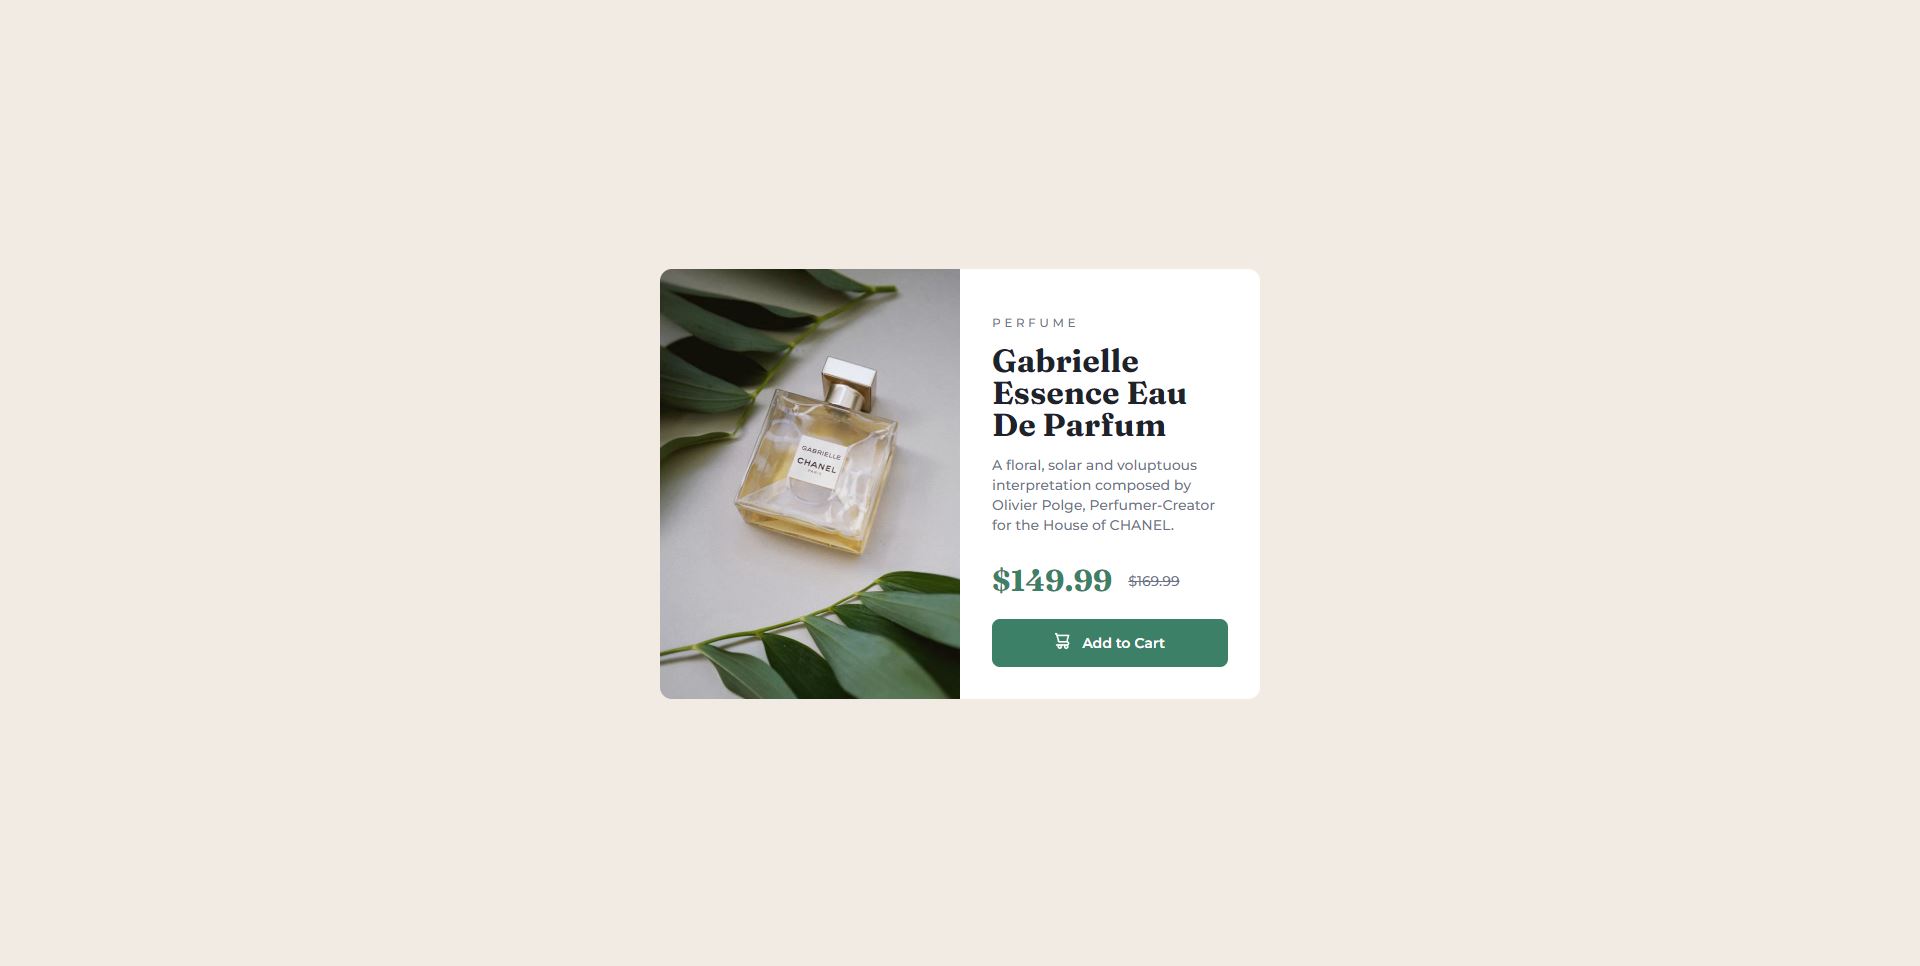 GABRIELLE
CHANEL
PARIS
PERFUME
Gabrielle
Essence Eau
De Parfum
A floral, solar and voluptuous
interpretation composed by
Olivier Polge, Perfumer-Creator
for the House of CHANEL.
$149.99 $169.99
Add to Cart